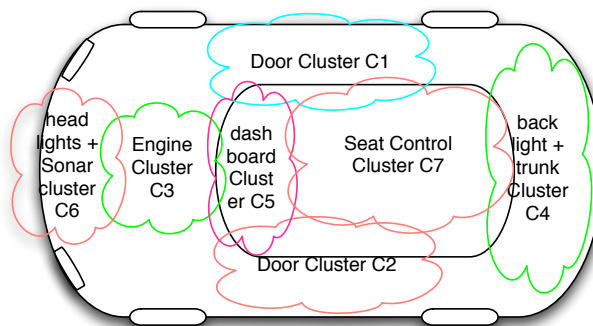 Door Cluster C1
head
lights +
Sonar
cluster
C6
Engine
Cluster
C3
dash
board
Clust
er C5
Seat Control
Cluster C7
back
light +
trunk
Cluster
C4
Door Cluster C2